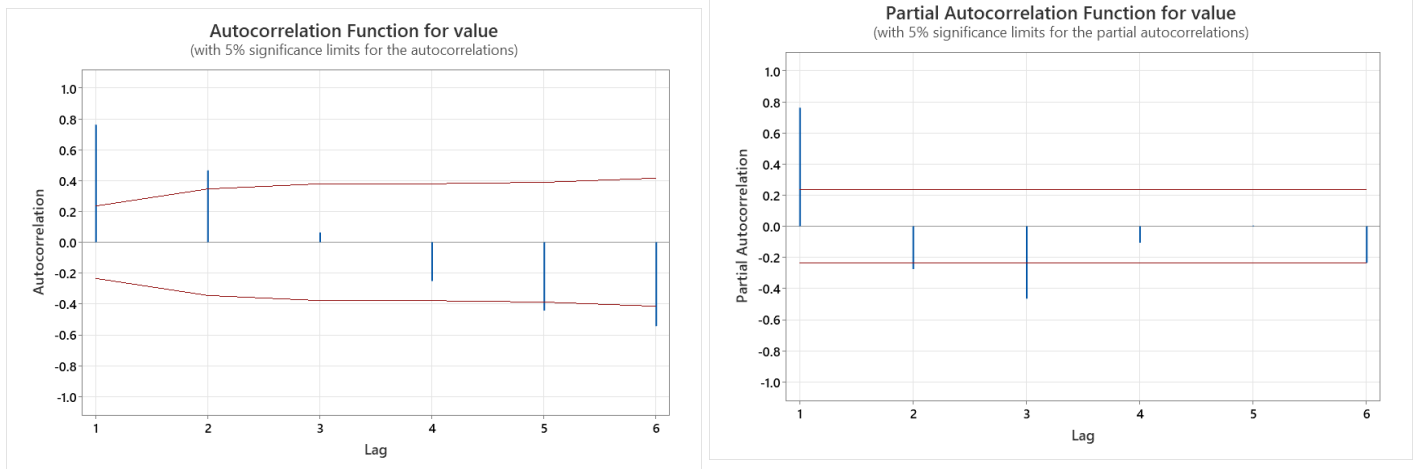 Autocorrelation Function for value
(with 5% significance limits for the autocorrelations)
1.0
0.8
0.6
0.4
0.2
0.0
-0.2
-0.4
-0.6
-0.8
-1.0
Autocorrelation
1 2 3 4 5 6
Lag
Partial Autocorrelation Function for value
(with 5% significance limits for the partial autocorrelations)
1.0
0.8
0.6
0.4
0.2
0.0
-0.2
-0.4
-0.6
-0.8
-1.0
Partial Autocorrelation
1 2 3 4 5 6
Lag